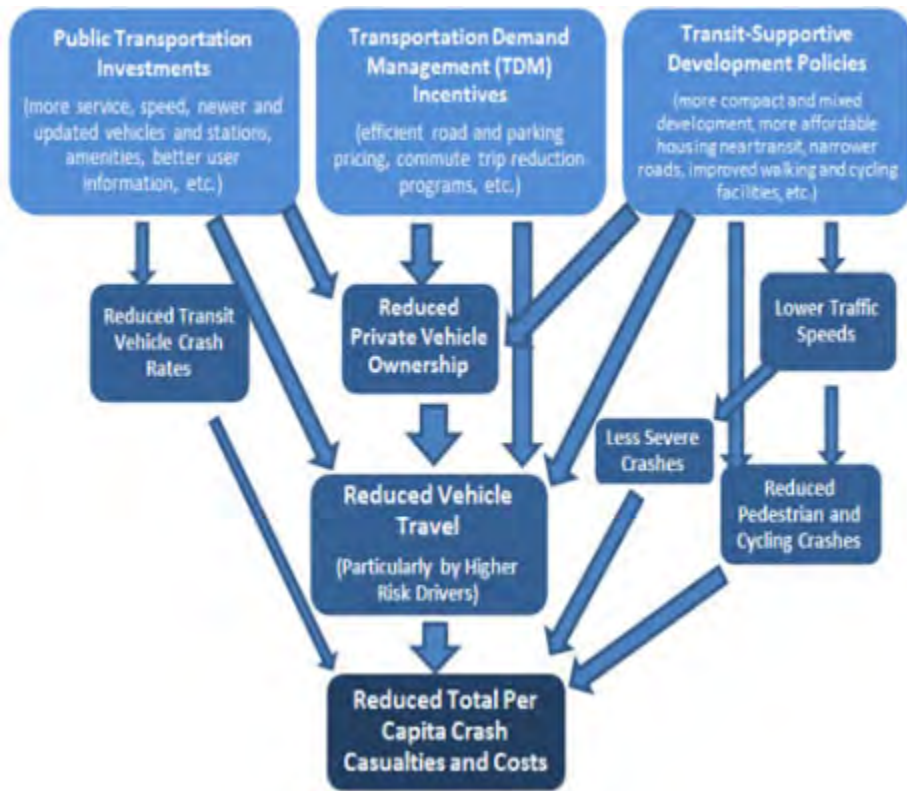 Public Transportation
Investments
(more service, speed, newer and
updated vehicles and stations,
amenities, better user
information, etc.)
Transportation Demand
Management (TDM)
Incentives
(efficient road and parking
pricing, commute trip reduction
programs, etc.)
Transit-Supportive
Development Policies
(more compact and mixed
development, more affordable
housing near transit, narrower
roads, improved walking and cycling
facilities, etc.)
Reduced Transit
Vehicle Crash
Rates
Reduced
Private Vehicle
Ownership
Lower Traffic
Speeds
Less Severe
Crashes
Reduced Vehicle
Travel
(Particularly by Higher
Risk Drivers)
Reduced
Pedestrian and
Cycling Crashes
Reduced Total Per
Capita Crash
Casualties and Costs